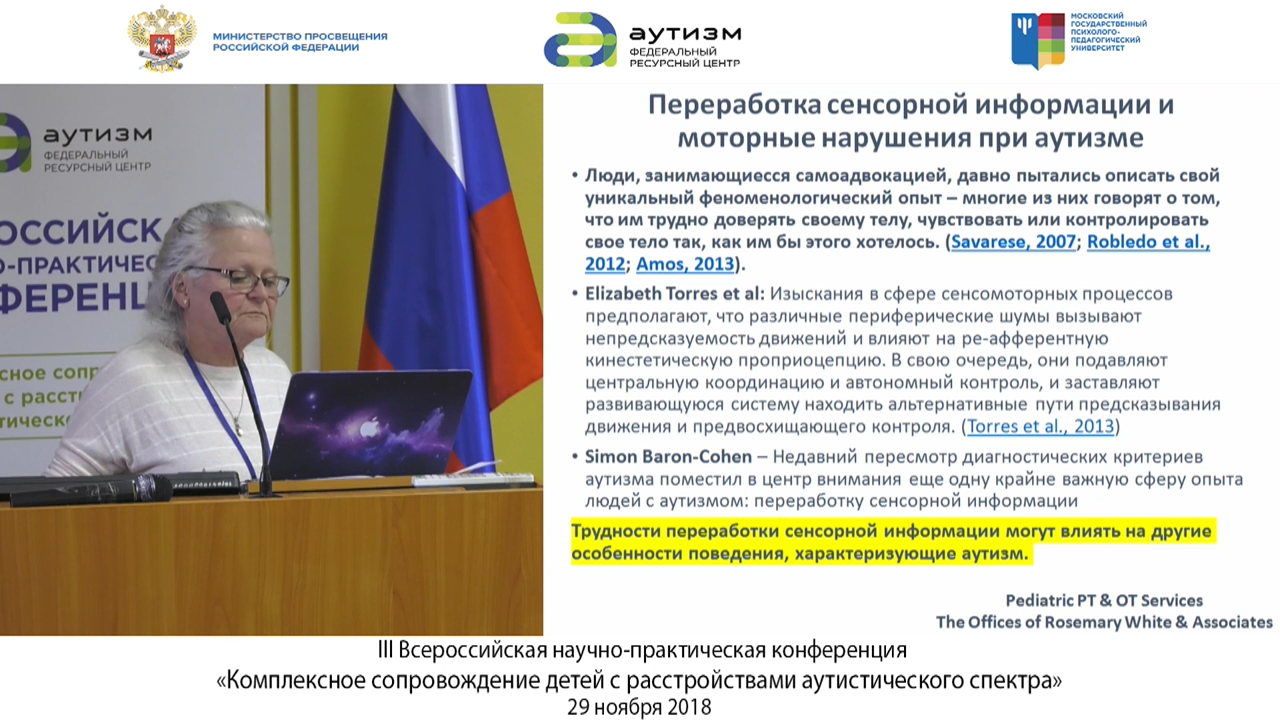 МИНИСТЕРСТВО ПРОСВЕЩЕНИЯ
РОССИЙСКОЙ ФЕДЕРАЦИИ
аутизм
ФЕДЕРАЛЬНЫЙ
РЕСУРСНЫЙ ЦЕНТР
МОСКОВСКИЙ
ГОСУДАРСТВЕННЫЙ
ПСИХОЛОГО-
ПЕДАГОГИЧЕСКИЙ
УНИВЕРСИТЕТ
аутизм
ФЕДЕРАЛЬНЫЙ
РЕСУРСНЫЙ ЦЕНТР
ОССИЙСКА
О-ПРАКТИЧЕС
ФЕРЕНЦ
сное сопр
с расст
тическо
Переработка сенсорной информации и
моторные нарушения при аутизме
• Люди, занимающиеся самоадвокацией, давно пытались описать свой
уникальный феноменологический опыт – многие из них говорят о том,
что им трудно доверять своему телу, чувствовать или контролировать
свое тело так, как им бы этого хотелось. (Savarese, 2007; Robledo et al.,
2012; Amos, 2013).
• Elizabeth Torres et al: Изыскания в сфере сенсомоторных процессов
предполагают, что различные периферические шумы вызывают
непредсказуемость движений и влияют на ре-афферентную
кинестетическую проприоцепцию. В свою очередь, они подавляют
центральную координацию и автономный контроль, и заставляют
развивающуюся систему находить альтернативные пути предсказывания
движения и предвосхищающего контроля. (Torres et al., 2013)
• Simon Baron-Cohen – Недавний пересмотр диагностических критериев
аутизма поместил в центр внимания еще одну крайне важную сферу опыта
людей с аутизмом: переработку сенсорной информации
Трудности переработки сенсорной информации могут влиять на другие
особенности поведения, характеризующие аутизм.
Pediatric PT & OT Services
The Offices of Rosemary White & Associates
III Всероссийская научно-практическая конференция
«Комплексное сопровождение детей с расстройствами аутистического спектра»
29 ноября 2018